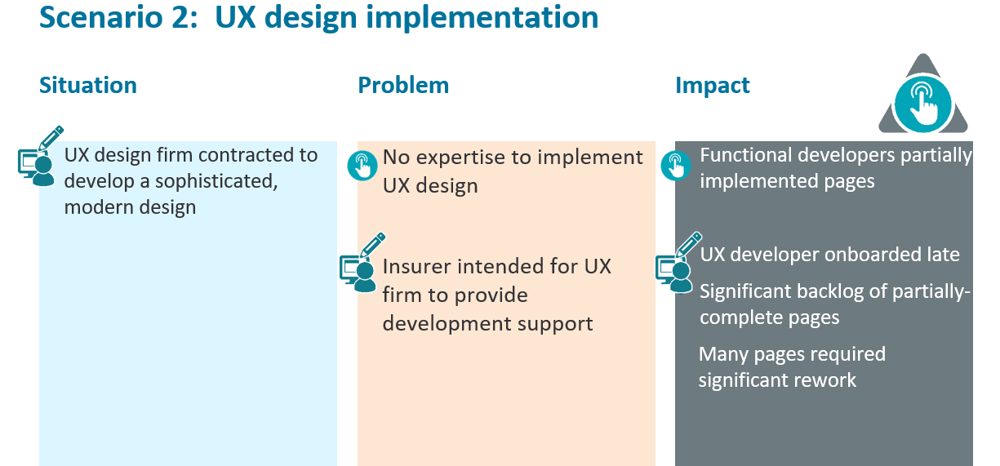 Scenario 2:  UX design implementation
Situation
UX design firm contracted to
develop a sophisticated,
modern design
Problem
No expertise to implement
UX design
Insurer intended for UX
firm to provide
development support
Impact
Functional developers partially
implemented pages
UX developer onboarded late
Significant backlog of partially-
complete pages
Many pages required
significant rework